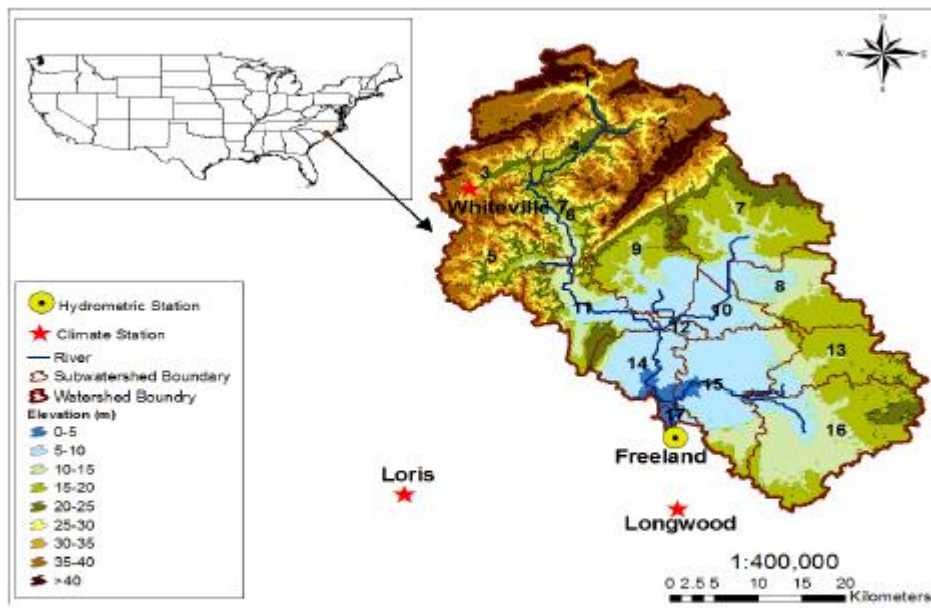 N
W
E
S
1
2
4
3
Whiteville
7
6
7
5
9
8
11
10
12
13
14
15
16
17
Freeland
Loris
Longwood
Hydrometric Station
Climate Station
River
Subwatershed Boundary
Watershed Boundry
Elevation (m)
0-5
5-10
10-15
15-20
20-25
25-30
30-35
35-40
>40
1:400,000
0 2.5 5 10 15 20
Kilometers